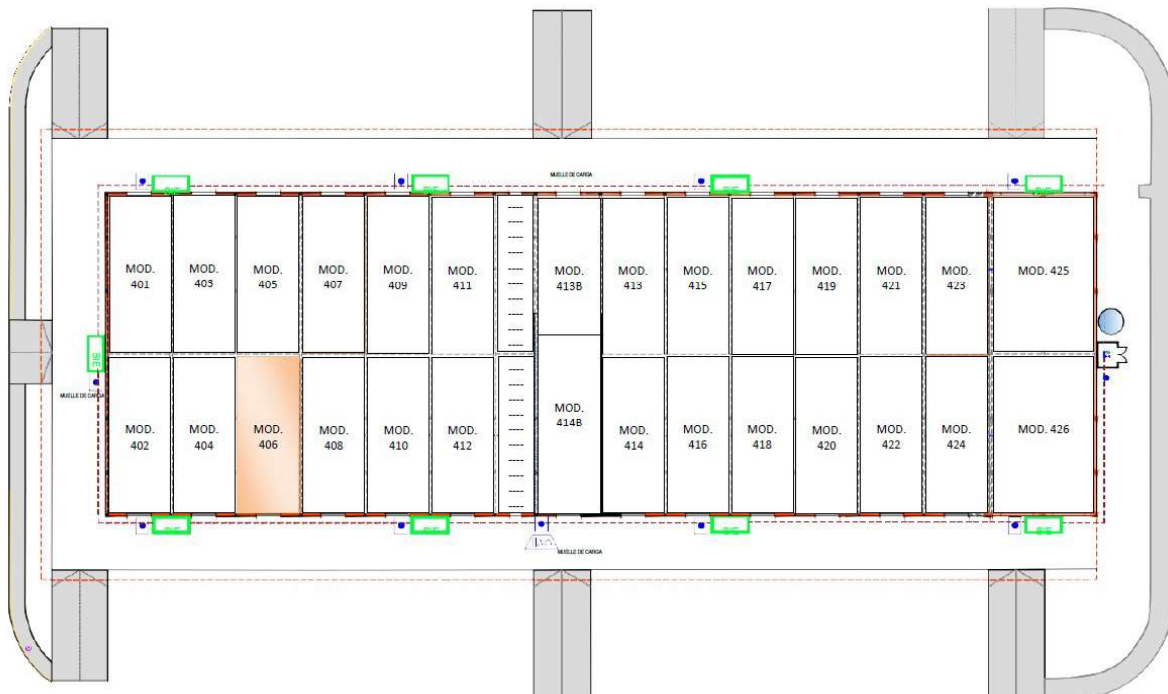 MUELLE DE CARGA
MOD.
401
MOD.
403
MOD.
405
MOD.
407
MOD.
409
MOD.
411
MOD.
413B
MOD.
413
MOD.
415
MOD.
417
MOD.
419
MOD.
421
MOD.
423
MOD. 425
BIE
MUELLE DE CARGA
MOD.
402
MOD.
404
MOD.
406
MOD.
408
MOD.
410
MOD.
412
MOD.
414B
MOD.
414
MOD.
416
MOD.
418
MOD.
420
MOD.
422
MOD.
424
MOD. 426
MUELLE DE CARGA